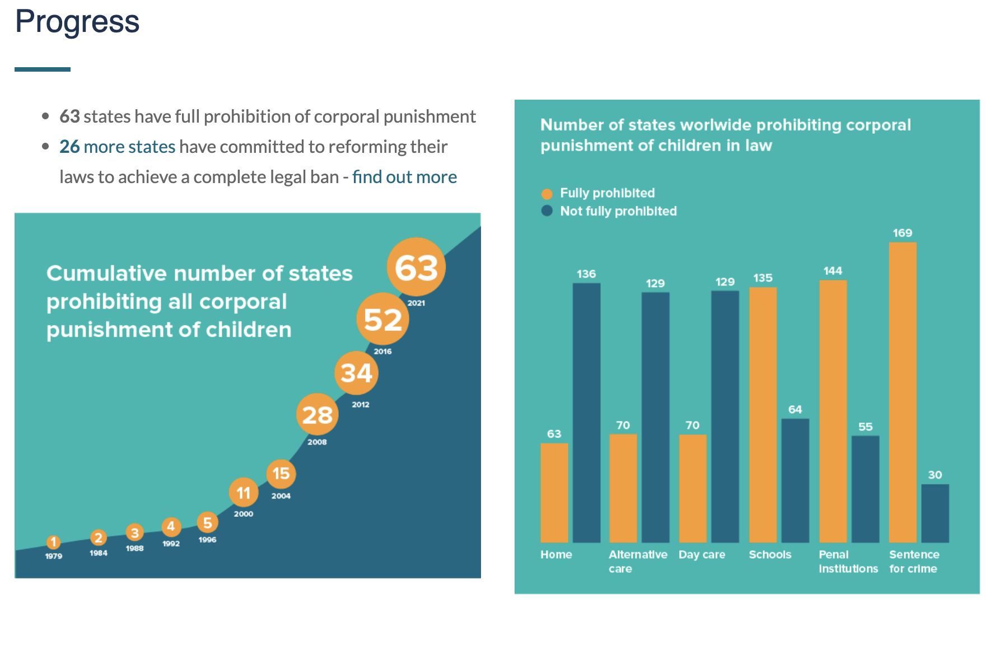 Progress
63 states have full prohibition of corporal punishment
26 more states have committed to reforming their
laws to achieve a complete legal ban - find out more
Cumulative number of states
prohibiting all corporal
punishment of children
63
2021
52
2016
34
2012
28
2008
15
2004
11
2000
5
1996
4
1992
3
1988
2
1984
1
1979
Number of states worlwide prohibiting corporal
punishment of children in law
Fully prohibited
Not fully prohibited
63 136 70 129 70 129 135 64 144 55 169 30
Home Alternative Day care Schools Penal Sentence
care institutions for crime